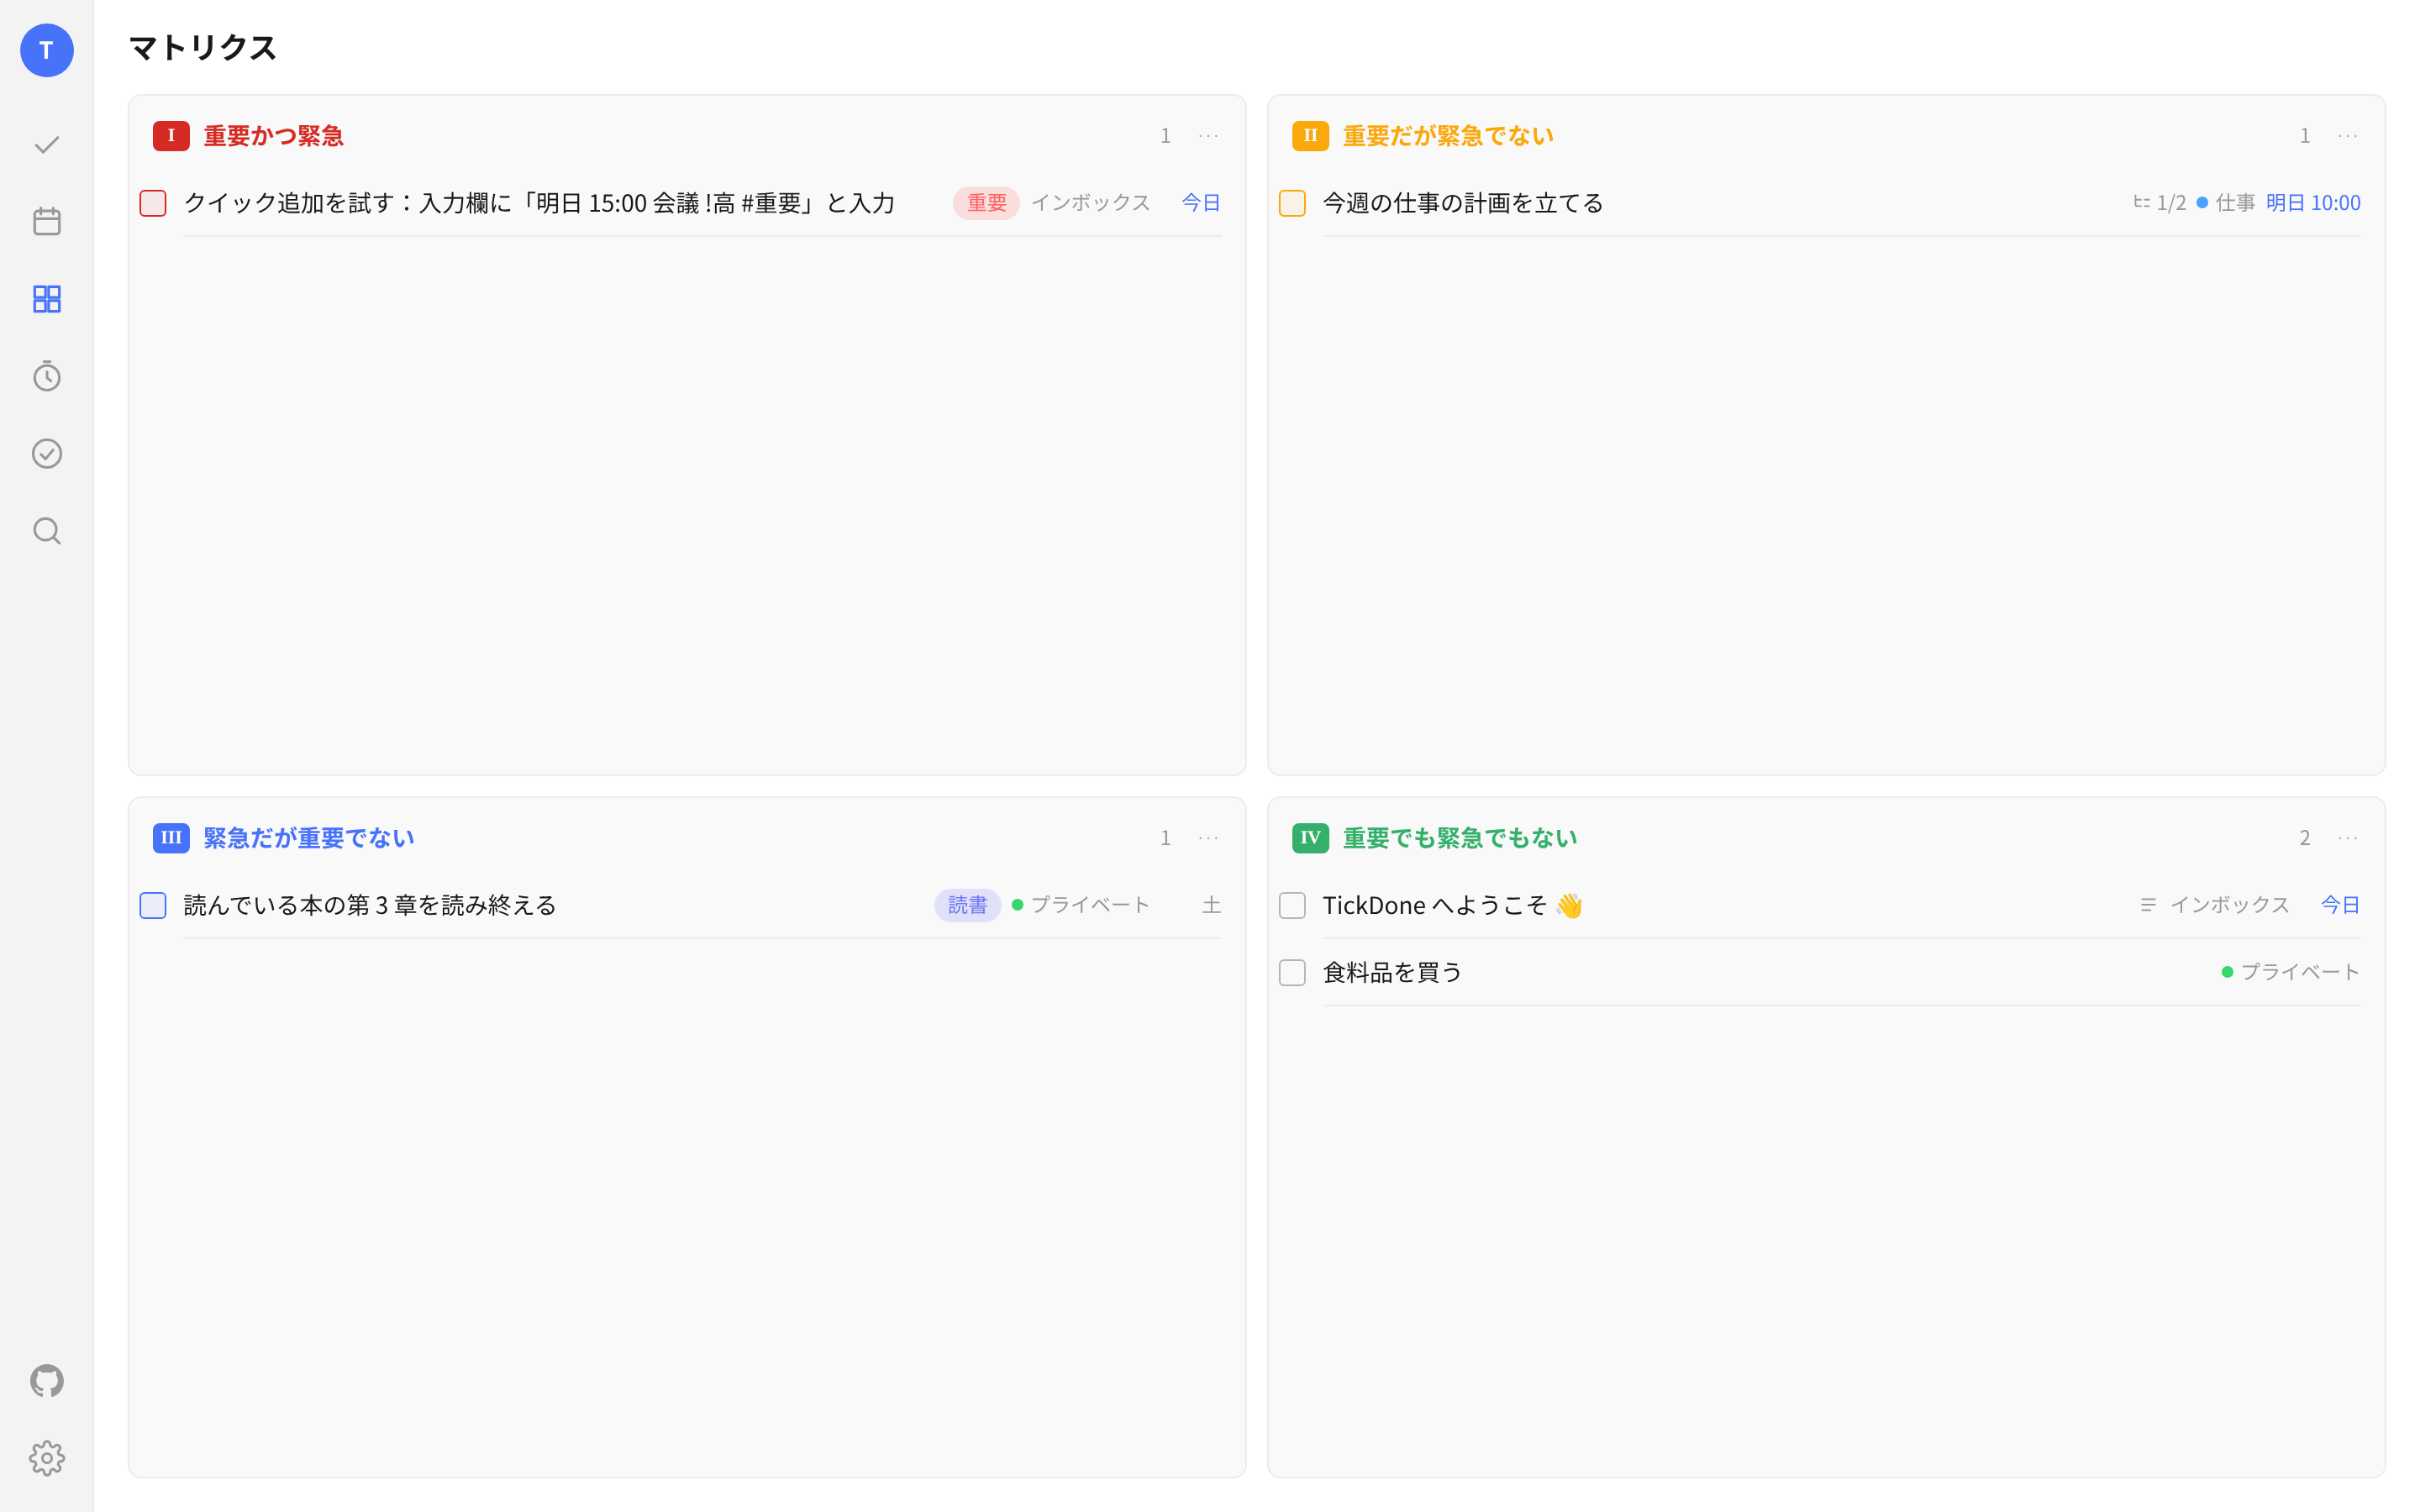 T
マトリクス
I 重要かつ緊急 1 ···
クイック追加を試す：入力欄に「明日 15:00 会議 !高 #重要」と入力 重要 インボックス 今日
II 重要だが緊急でない 1 ···
今週の仕事の計画を立てる 1/2 仕事 明日 10:00
III 緊急だが重要でない 1 ···
読んでいる本の第 3 章を読み終える 読書 プライベート 土
IV 重要でも緊急でもない 2 ···
TickDone へようこそ 👋 インボックス 今日
食料品を買う プライベート